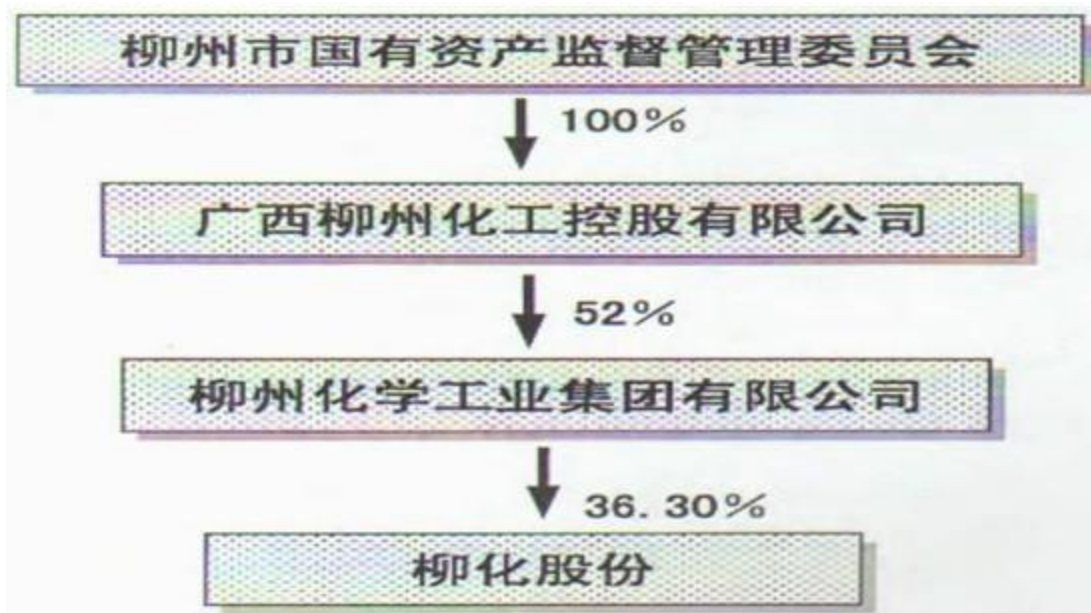 柳州市国有资产监督管理委员会
100%
广西柳州化工控股有限公司
52%
柳州化学工业集团有限公司
36.30%
柳化股份